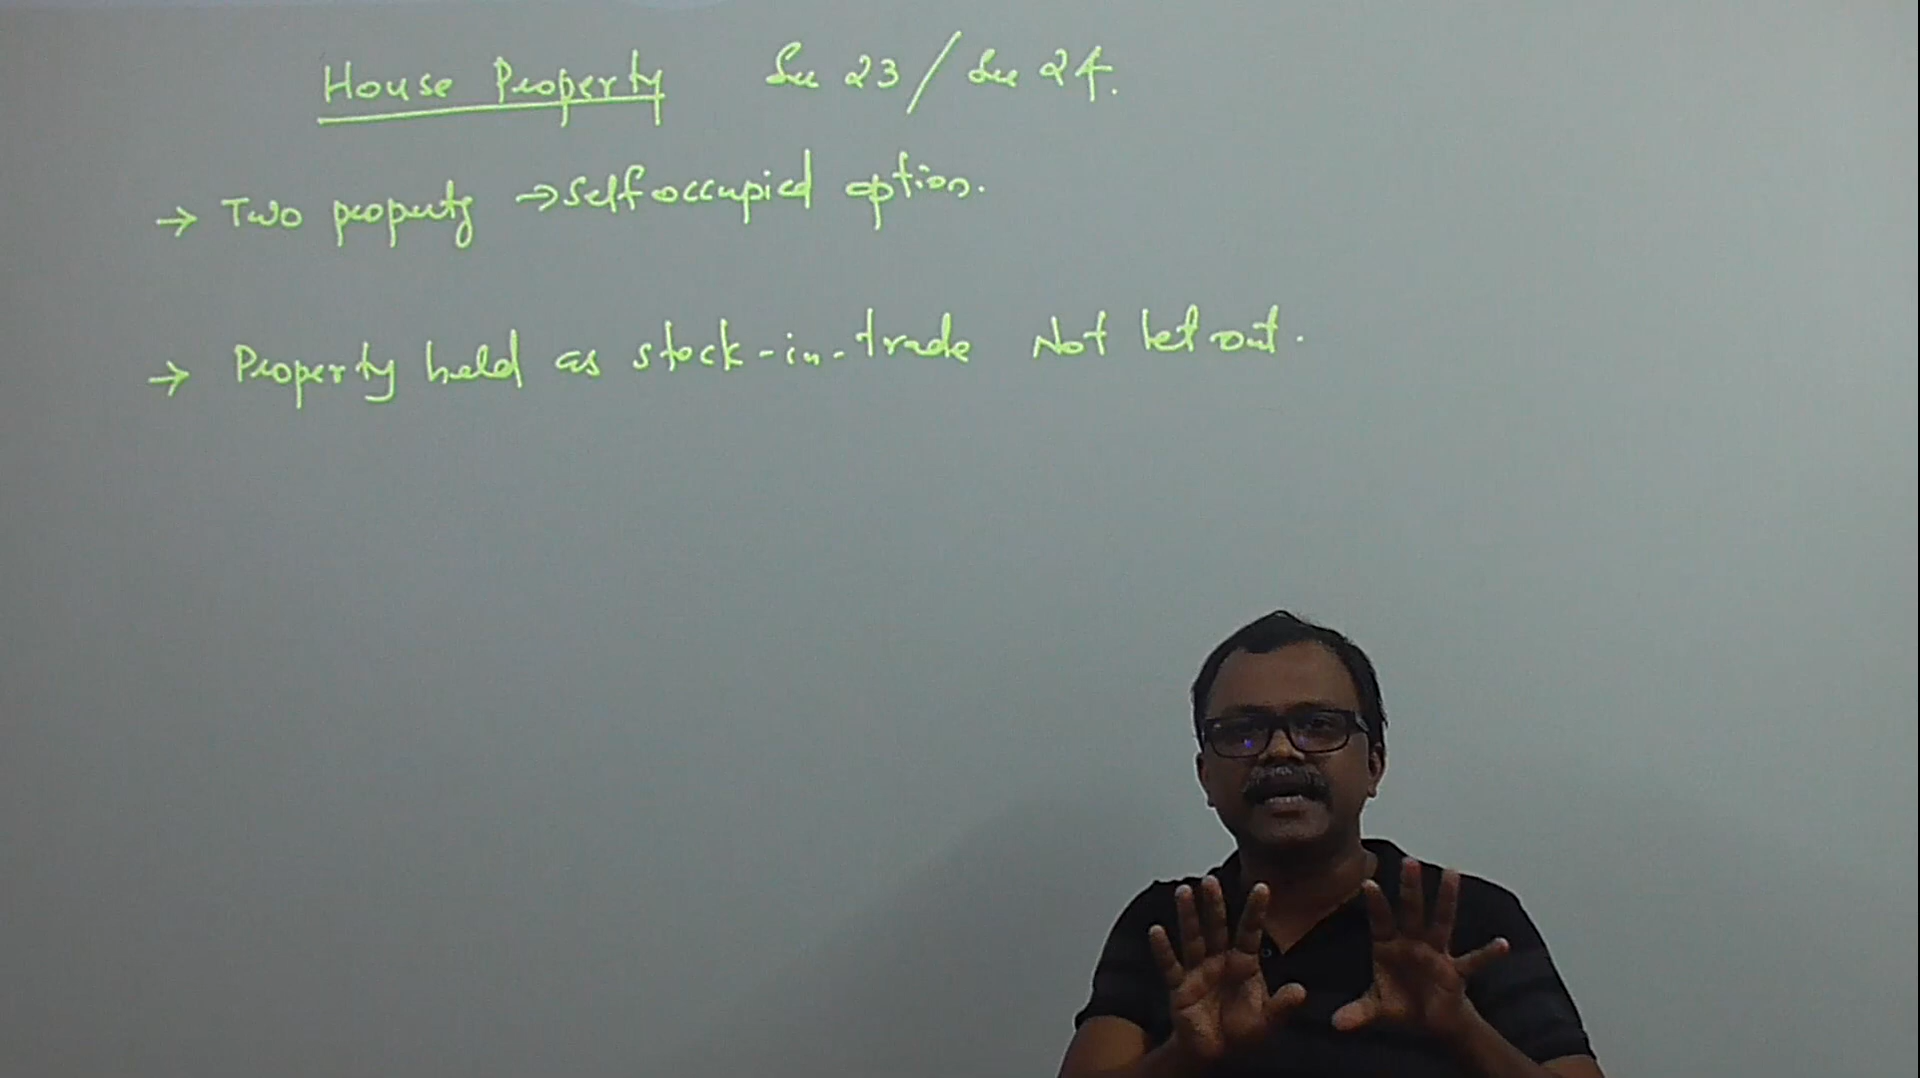 House Property Sec 23 / Sec 24.
→ Two property → Self occupied option.
→ Property held as stock-in-trade Not let out.